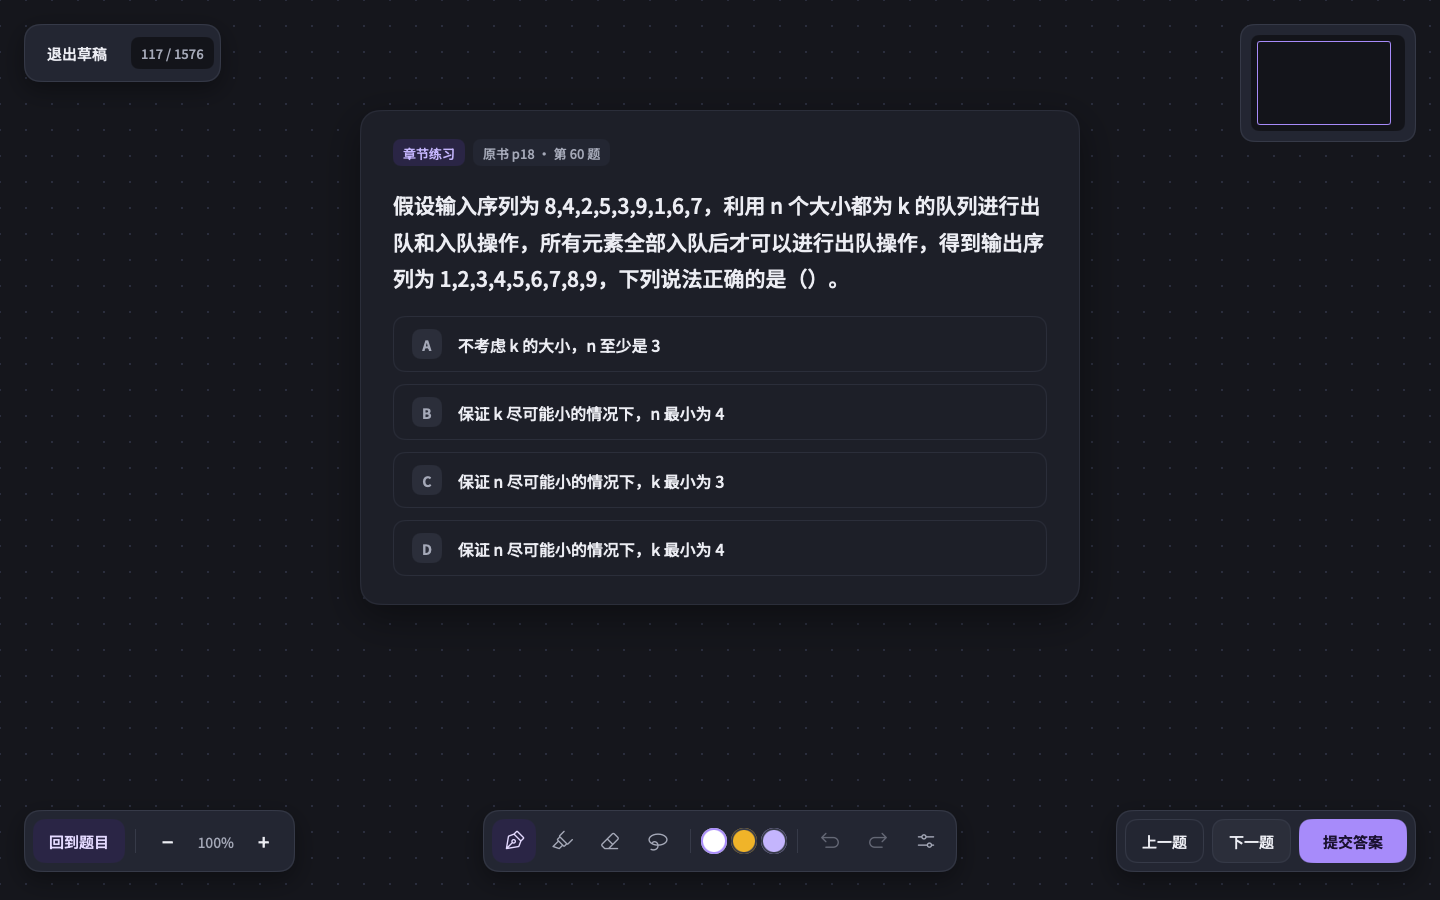 退出草稿
117 / 1576
章节练习
原书 p18 · 第 60 题
假设输入序列为 8,4,2,5,3,9,1,6,7，利用 n 个大小都为 k 的队列进行出
队和入队操作，所有元素全部入队后才可以进行出队操作，得到输出序
列为 1,2,3,4,5,6,7,8,9，下列说法正确的是（）。
A 不考虑 k 的大小，n 至少是 3
B 保证 k 尽可能小的情况下，n 最小为 4
C 保证 n 尽可能小的情况下，k 最小为 3
D 保证 n 尽可能小的情况下，k 最小为 4
回到题目
− 100% +
上一题
下一题
提交答案